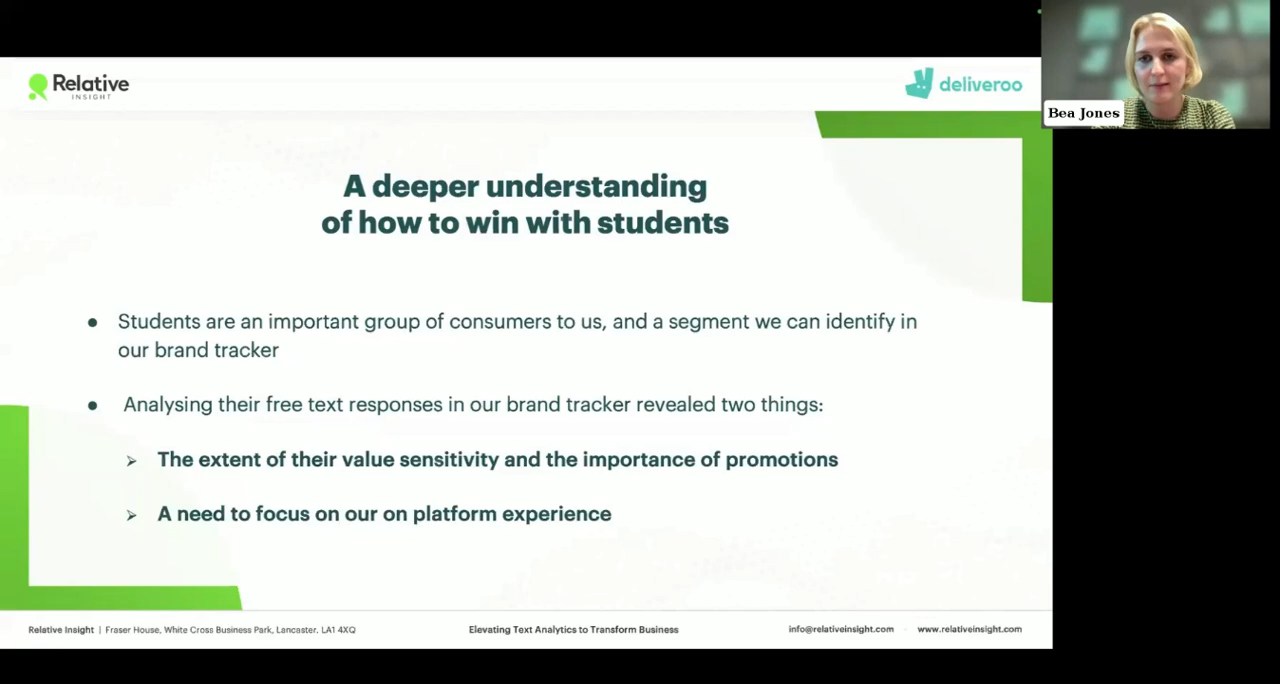 Relative
INSIGHT
deliveroo
Bea Jones
A deeper understanding
of how to win with students
● Students are an important group of consumers to us, and a segment we can identify in
our brand tracker
● Analysing their free text responses in our brand tracker revealed two things:
➢ The extent of their value sensitivity and the importance of promotions
➢ A need to focus on our on platform experience
Relative Insight | Fraser House, White Cross Business Park, Lancaster. LA1 4XQ
Elevating Text Analytics to Transform Business
info@relativeinsight.com · www.relativeinsight.com